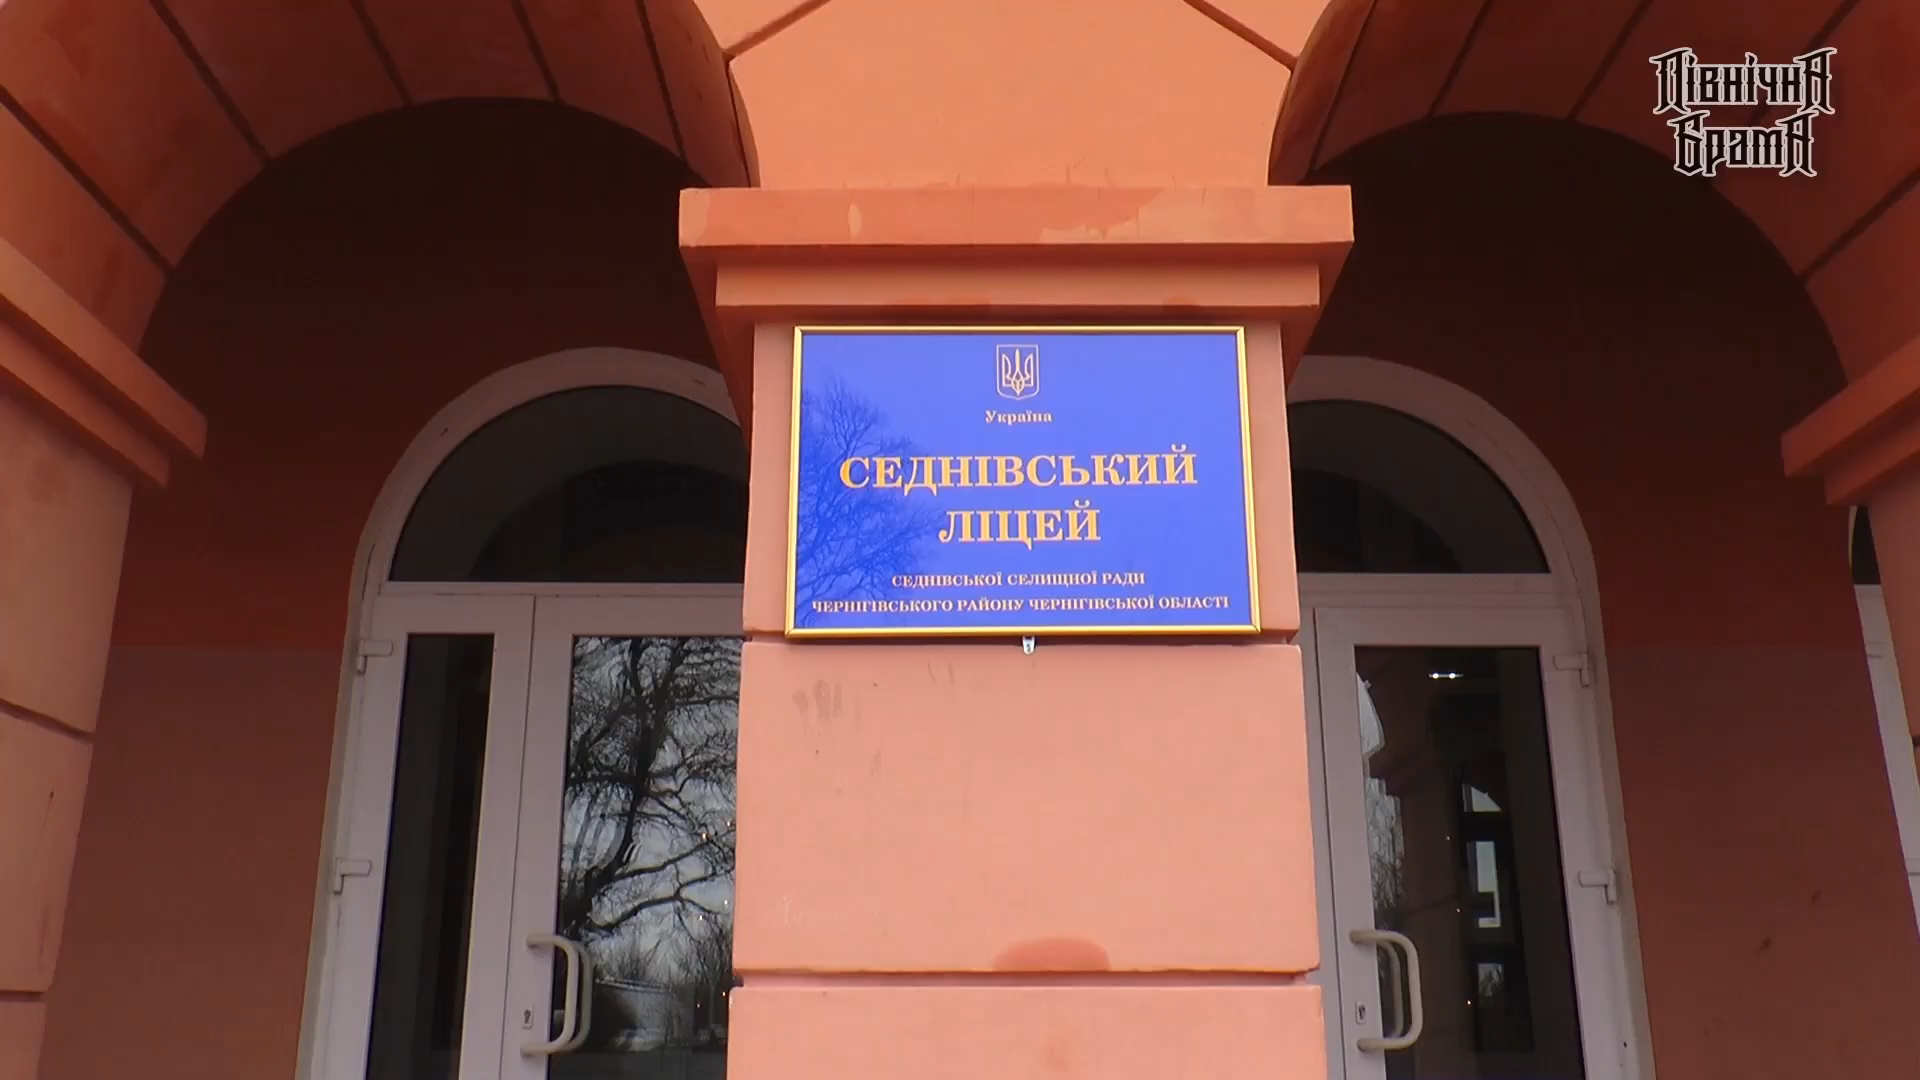 Північна
Брама
Україна
СЕДНІВСЬКИЙ
ЛІЦЕЙ
СЕДНІВСЬКОЇ СЕЛИЩНОЇ РАДИ
ЧЕРНІГІВСЬКОГО РАЙОНУ ЧЕРНІГІВСЬКОЇ ОБЛАСТІ